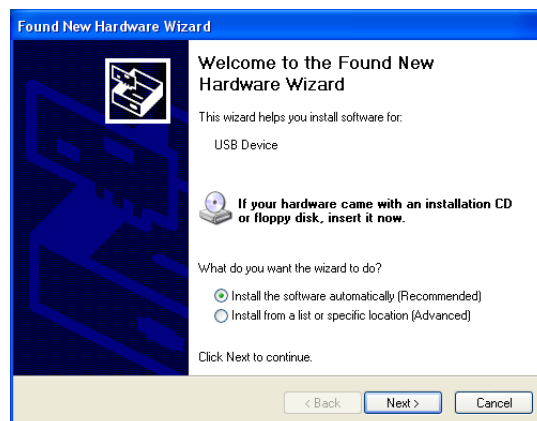 Found New Hardware Wizard
Welcome to the Found New
Hardware Wizard
This wizard helps you install software for:
USB Device
If your hardware came with an installation CD
or floppy disk, insert it now.
What do you want the wizard to do?
Install the software automatically (Recommended)
Install from a list or specific location (Advanced)
Click Next to continue.
< Back Next > Cancel